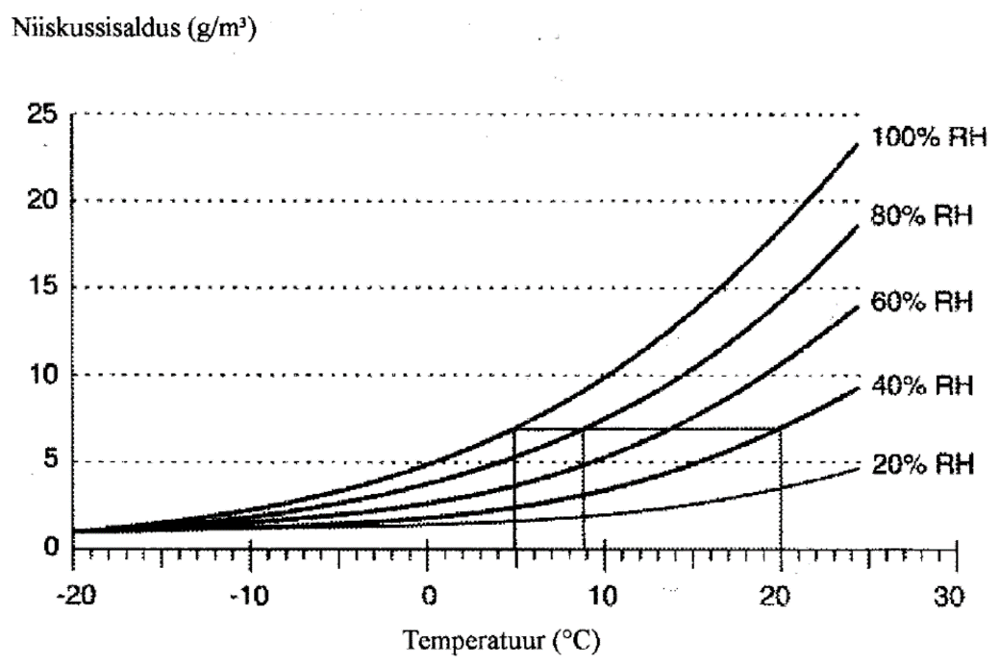 Niiskussisaldus (g/m³)
25
100% RH
20
80% RH
15
60% RH
10
40% RH
5
20% RH
0
-20 -10 0 10 20 30
Temperatuur (°C)